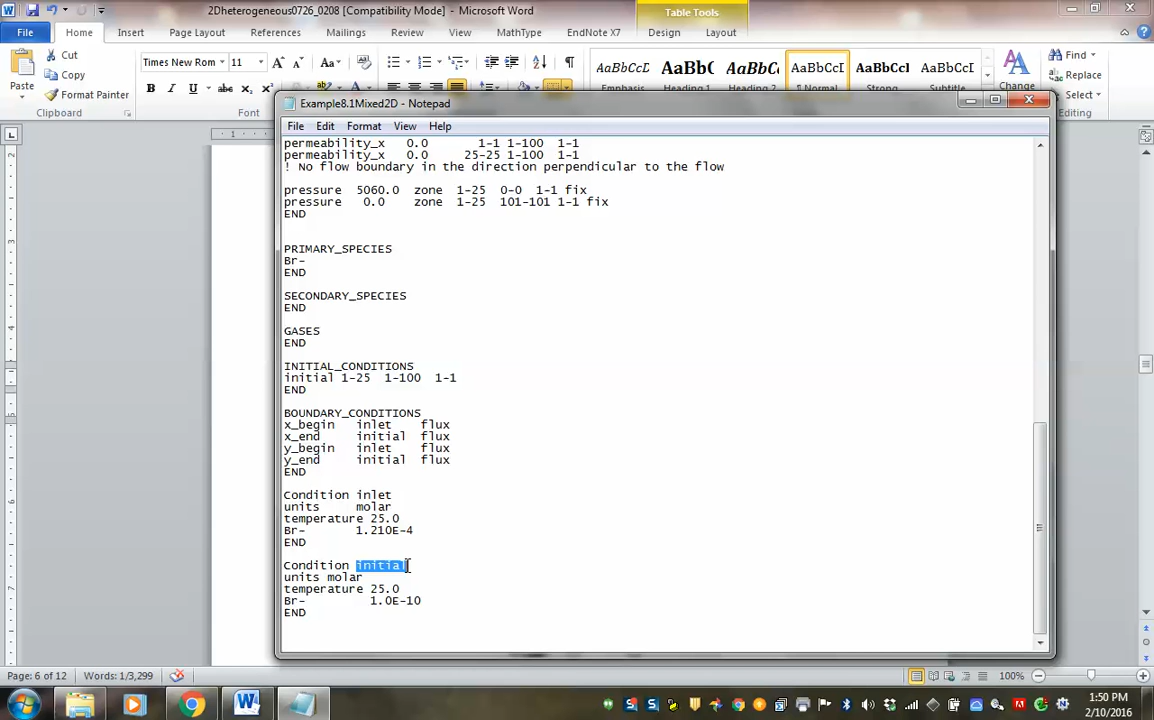 2Dheterogeneous0726_0208 [Compatibility Mode] - Microsoft Word
Table Tools
File Home Insert Page Layout References Mailings Review View MathType EndNote X7 Design Layout
Cut
Copy
Format Painter
Paste
Clipboard
Times New Rom 11
Font
AaBbCcD AaBbC AaBbCc AaBbCcI AaBbCcI AaBbCcI
Emphasis Heading 1 Heading 2 ¶ Normal Strong Subtitle
Change
Find
Replace
Select
Editing
Example8.1Mixed2D - Notepad
File Edit Format View Help
permeability_x 0.0 1-1 1-100 1-1
permeability_x 0.0 25-25 1-100 1-1
! No flow boundary in the direction perpendicular to the flow
pressure 5060.0 zone 1-25 0-0 1-1 fix
pressure 0.0 zone 1-25 101-101 1-1 fix
END
PRIMARY_SPECIES
Br-
END
SECONDARY_SPECIES
END
GASES
END
INITIAL_CONDITIONS
initial 1-25 1-100 1-1
END
BOUNDARY_CONDITIONS
x_begin inlet flux
x_end initial flux
y_begin inlet flux
y_end initial flux
END
Condition inlet
units molar
temperature 25.0
Br- 1.210E-4
END
Condition initial
units molar
temperature 25.0
Br- 1.0E-10
END
Page: 6 of 12 Words: 1/3,299 100%
1:50 PM
2/10/2016